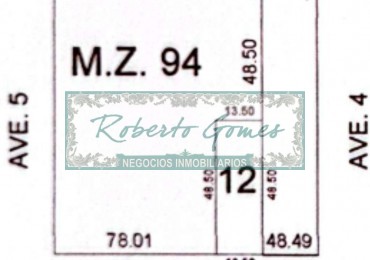 M.Z. 94
48.50
AVE. 5
AVE. 4
13.50
Roberto Gomes
NEGOCIOS INMOBILIARIOS
48.50
12
48.50
78.01
48.49